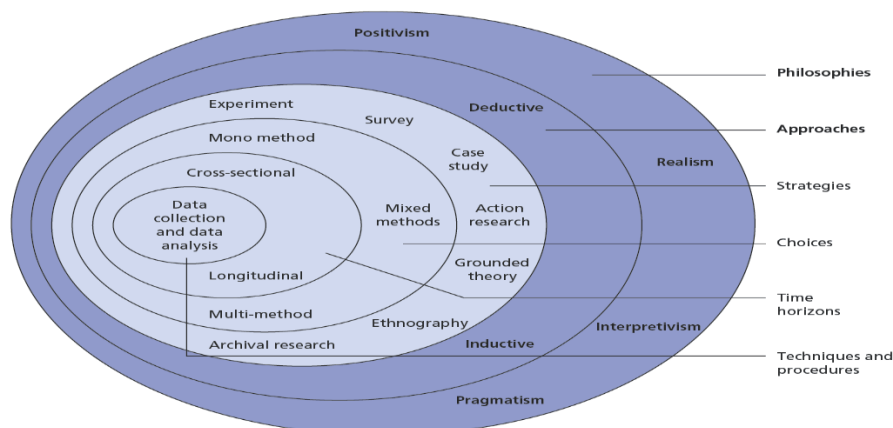 Positivism
Philosophies
Experiment
Deductive
Survey
Approaches
Mono method
Case
study
Realism
Cross-sectional
Strategies
Data
collection
and data
analysis
Mixed
methods
Action
research
Choices
Longitudinal
Grounded
theory
Time
horizons
Multi-method
Ethnography
Interpretivism
Archival research
Inductive
Techniques and
procedures
Pragmatism